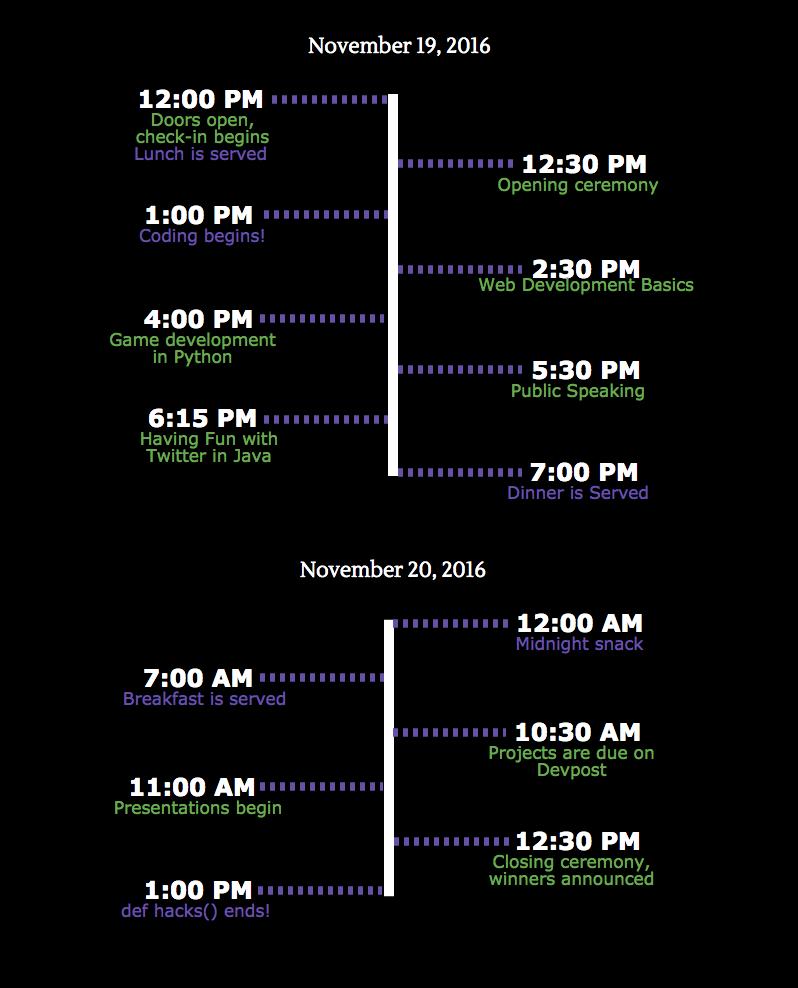 November 19, 2016
12:00 PM
Doors open,
check-in begins
Lunch is served
12:30 PM
Opening ceremony
1:00 PM
Coding begins!
2:30 PM
Web Development Basics
4:00 PM
Game development
in Python
5:30 PM
Public Speaking
6:15 PM
Having Fun with
Twitter in Java
7:00 PM
Dinner is Served
November 20, 2016
12:00 AM
Midnight snack
7:00 AM
Breakfast is served
10:30 AM
Projects are due on
Devpost
11:00 AM
Presentations begin
12:30 PM
Closing ceremony,
winners announced
1:00 PM
def hacks() ends!